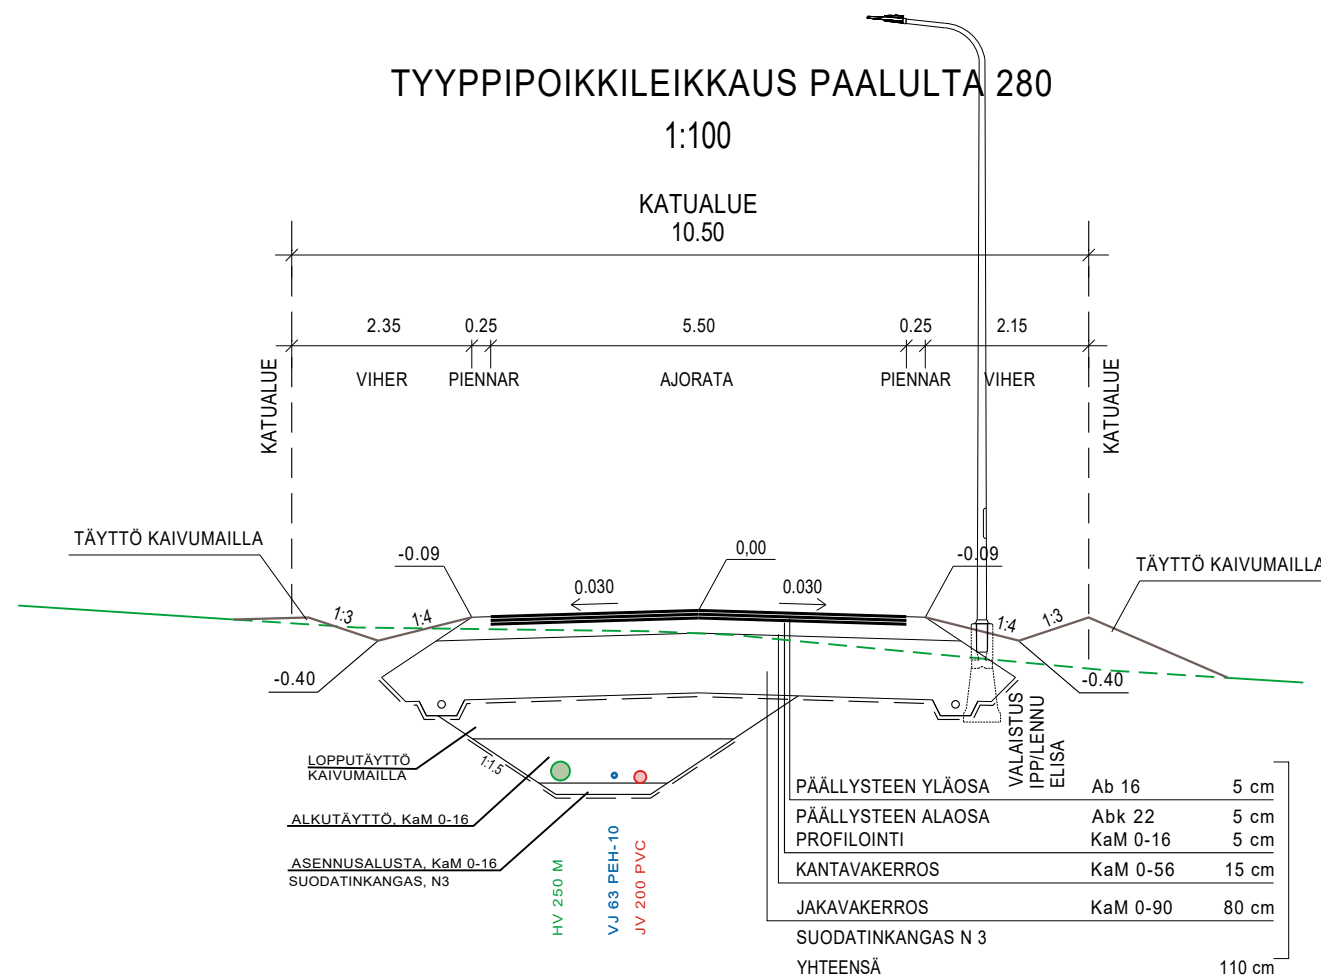 TYYPPIPOIKKILEIKKAUS PAALULTA 280
1:100
KATUALUE
10.50
2.35 0.25 5.50 0.25 2.15
VIHER PIENNAR AJORATA PIENNAR VIHER
KATUALUE
KATUALUE
TÄYTTÖ KAIVUMAILLA
-0.09
0,00
-0.09
TÄYTTÖ KAIVUMAILLA
0.030
0.030
1:3
1:4
1:4
1:3
-0.40
-0.40
LOPPUTÄYTTÖ
KAIVUMAILLA
1:1.5
ALKUTÄYTTÖ, KaM 0-16
ASENNUSALUSTA, KaM 0-16
SUODATINKANGAS, N3
HV 250 M
VJ 63 PEH-10
JV 200 PVC
VALAISTUS
IPP/LENNU
ELISA
PÄÄLLYSTEEN YLÄOSA Ab 16 5 cm
PÄÄLLYSTEEN ALAOSA Abk 22 5 cm
PROFILOINTI KaM 0-16 5 cm
KANTAVAKERROS KaM 0-56 15 cm
JAKAVAKERROS KaM 0-90 80 cm
SUODATINKANGAS N 3
YHTEENSÄ 110 cm